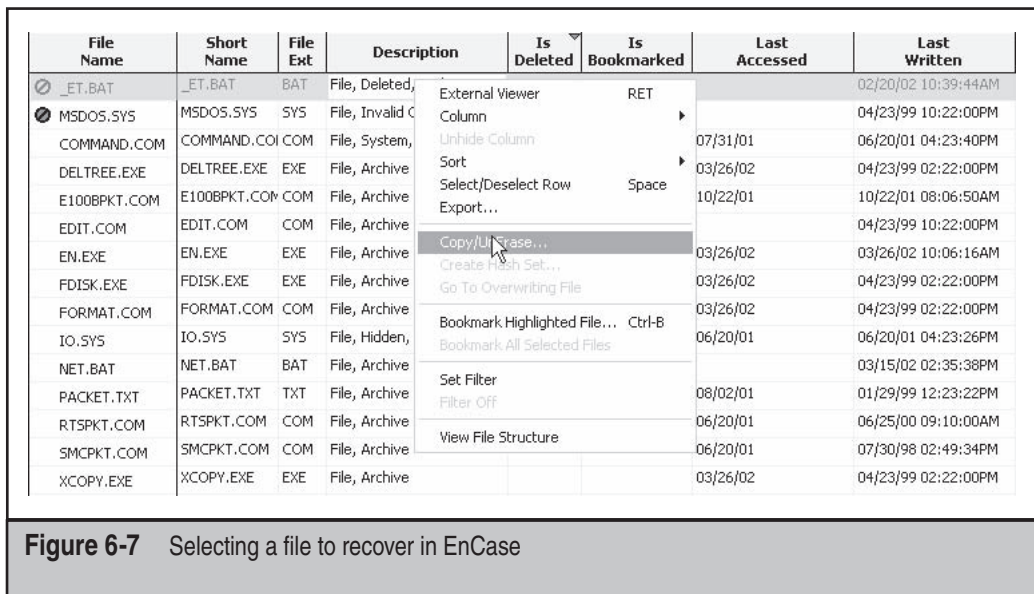 File Name Short Name File Ext Description Is Deleted Is Bookmarked Last Accessed Last Written
_ET.BAT _ET.BAT BAT File, Deleted, 02/20/02 10:39:44AM
MSDOS.SYS MSDOS.SYS SYS File, Invalid C 04/23/99 10:22:00PM
COMMAND.COM COMMAND.COI COM File, System, 07/31/01 06/20/01 04:23:40PM
DELTREE.EXE DELTREE.EXE EXE File, Archive 03/26/02 04/23/99 02:22:00PM
E100BPKT.COM E100BPKT.COM COM File, Archive 10/22/01 10/22/01 08:06:50AM
EDIT.COM EDIT.COM COM File, Archive 04/23/99 10:22:00PM
EN.EXE EN.EXE EXE File, Archive 03/26/02 03/26/02 10:06:16AM
FDISK.EXE FDISK.EXE EXE File, Archive 03/26/02 04/23/99 02:22:00PM
FORMAT.COM FORMAT.COM COM File, Archive 03/26/02 04/23/99 02:22:00PM
IO.SYS IO.SYS SYS File, Hidden, 06/20/01 06/20/01 04:23:26PM
NET.BAT NET.BAT BAT File, Archive 03/15/02 02:35:38PM
PACKET.TXT PACKET.TXT TXT File, Archive 08/02/01 01/29/99 12:23:22PM
RTSPKT.COM RTSPKT.COM COM File, Archive 06/20/01 06/25/00 09:10:00AM
SMCPKT.COM SMCPKT.COM COM File, Archive 06/20/01 07/30/98 02:49:34PM
XCOPY.EXE XCOPY.EXE EXE File, Archive 03/26/02 04/23/99 02:22:00PM
External Viewer RET
Column
Unhide Column
Sort
Select/Deselect Row Space
Export...
Copy/UnErase...
Create Hash Set...
Go To Overwriting File
Bookmark Highlighted File... Ctrl-B
Bookmark All Selected Files
Set Filter
Filter Off
View File Structure
Figure 6-7 Selecting a file to recover in EnCase